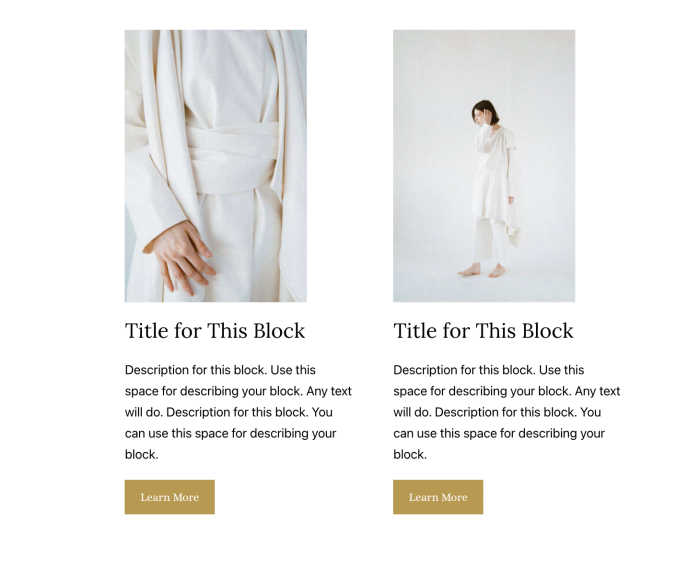 Title for This Block
Description for this block. Use this
space for describing your block. Any text
will do. Description for this block. You
can use this space for describing your
block.
Learn More
Title for This Block
Description for this block. Use this
space for describing your block. Any text
will do. Description for this block. You
can use this space for describing your
block.
Learn More